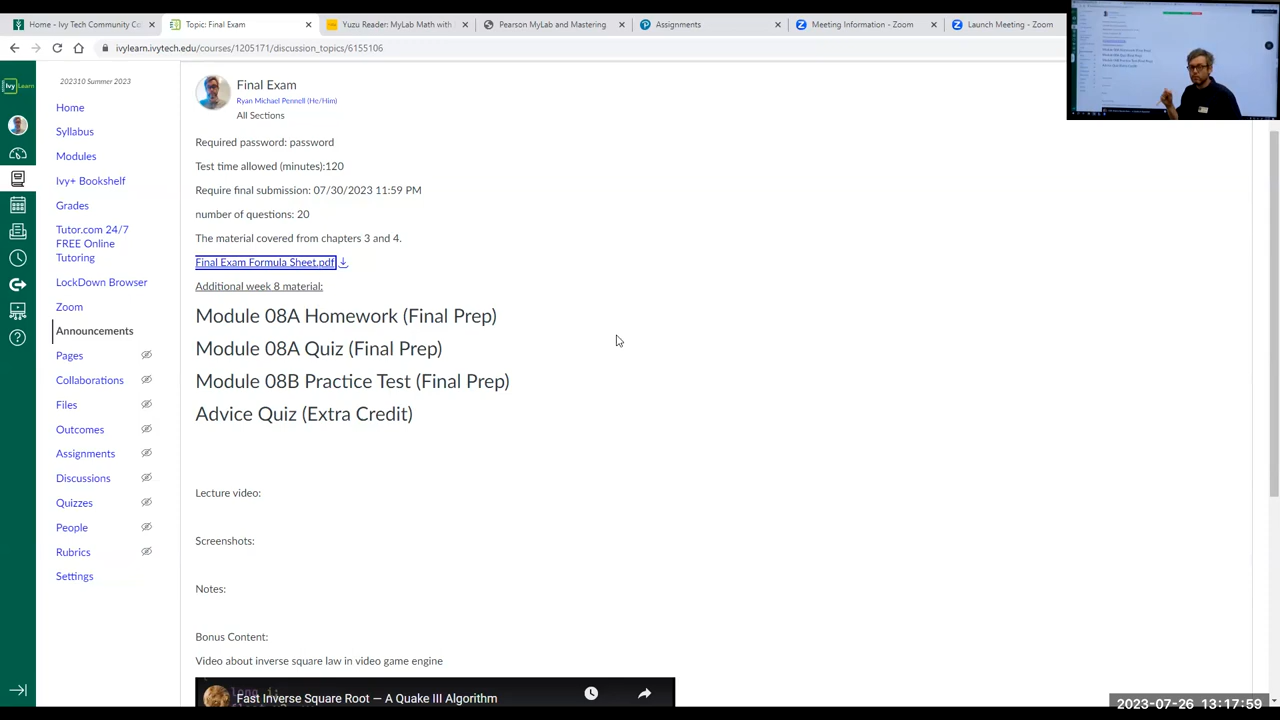 Home - Ivy Tech Community Co
Topic: Final Exam
Yuzu Reader: Using
Pearson MyLab and Mastering
Assignments
Meeting Information - Zoom
Launch Meeting - Zoom
ivylearn.ivytech.edu/courses/1205171/discussion_topics/6155109
IvyLearn
202310 Summer 2023
Home
Syllabus
Modules
Ivy+ Bookshelf
Grades
Tutor.com 24/7
FREE Online
Tutoring
LockDown Browser
Zoom
Announcements
Pages
Collaborations
Files
Outcomes
Assignments
Discussions
Quizzes
People
Rubrics
Settings
Final Exam
Ryan Michael Pennell (He/Him)
All Sections
Required password: password
Test time allowed (minutes):120
Require final submission: 07/30/2023 11:59 PM
number of questions: 20
The material covered from chapters 3 and 4.
Final Exam Formula Sheet.pdf
Additional week 8 material:
Module 08A Homework (Final Prep)
Module 08A Quiz (Final Prep)
Module 08B Practice Test (Final Prep)
Advice Quiz (Extra Credit)
Lecture video:
Screenshots:
Notes:
Bonus Content:
Video about inverse square law in video game engine
Fast Inverse Square Root — A Quake III Algorithm
2023-07-26 13:17:59